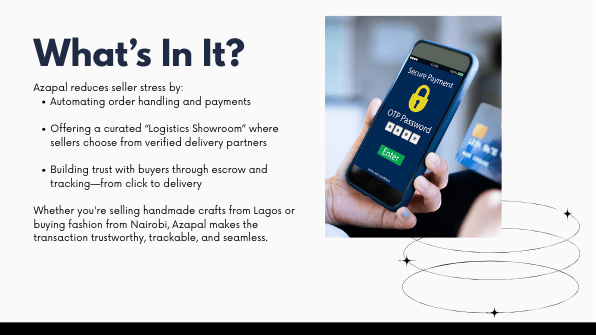 What's In It?
Azapal reduces seller stress by:
• Automating order handling and payments
• Offering a curated “Logistics Showroom” where
sellers choose from verified delivery partners
• Building trust with buyers through escrow and
tracking—from click to delivery
Whether you're selling handmade crafts from Lagos or
buying fashion from Nairobi, Azapal makes the
transaction trustworthy, trackable, and seamless.
Secure Payment
OTP Password
****
Enter